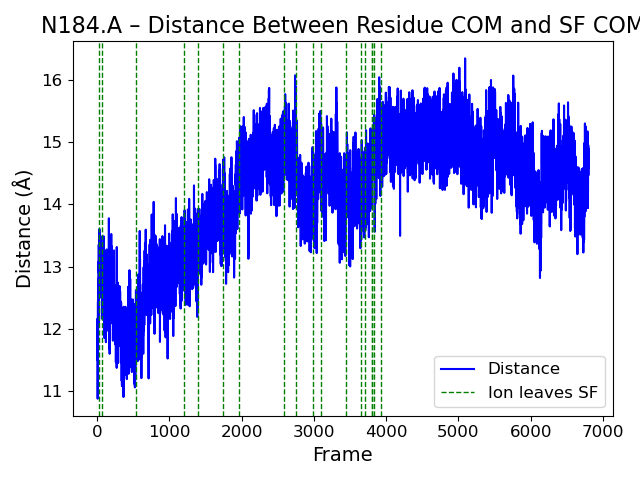 N184.A – Distance Between Residue COM and SF COM
Distance (Å)
16
15
14
13
12
11
0 1000 2000 3000 4000 5000 6000 7000
Frame
Distance
Ion leaves SF